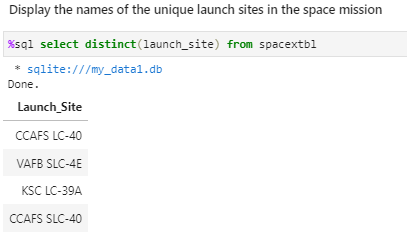 Display the names of the unique launch sites in the space mission
%sql select distinct(launch_site) from spacextbl
* sqlite:///my_data1.db
Done.
Launch_Site
CCAFS LC-40
VAFB SLC-4E
KSC LC-39A
CCAFS SLC-40